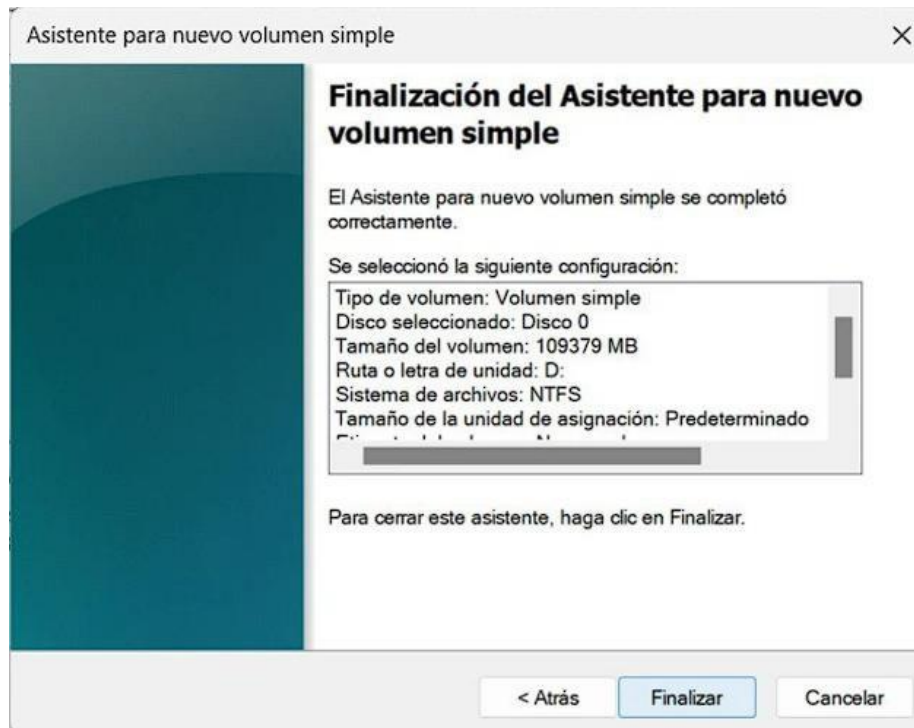 Asistente para nuevo volumen simple
Finalización del Asistente para nuevo
volumen simple
El Asistente para nuevo volumen simple se completó
correctamente.
Se seleccionó la siguiente configuración:
Tipo de volumen: Volumen simple
Disco seleccionado: Disco 0
Tamaño del volumen: 109379 MB
Ruta o letra de unidad: D:
Sistema de archivos: NTFS
Tamaño de la unidad de asignación: Predeterminado
Para cerrar este asistente, haga clic en Finalizar.
< Atrás
Finalizar
Cancelar